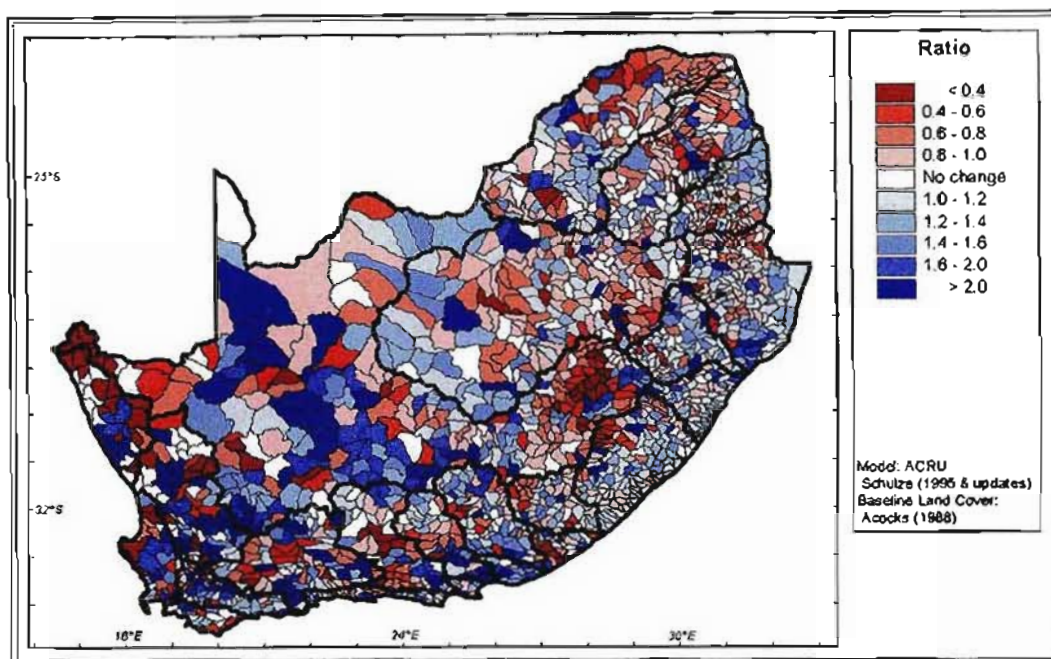 Ratio
< 0.4
0.4 - 0.6
0.6 - 0.8
0.8 - 1.0
No change
1.0 - 1.2
1.2 - 1.4
1.4 - 1.6
1.6 - 2.0
> 2.0
Model: ACRU
Schulze (1995 & updates)
Baseline Land Cover:
Acocks (1988)
25°S
32°S
18°E
24°E
30°E